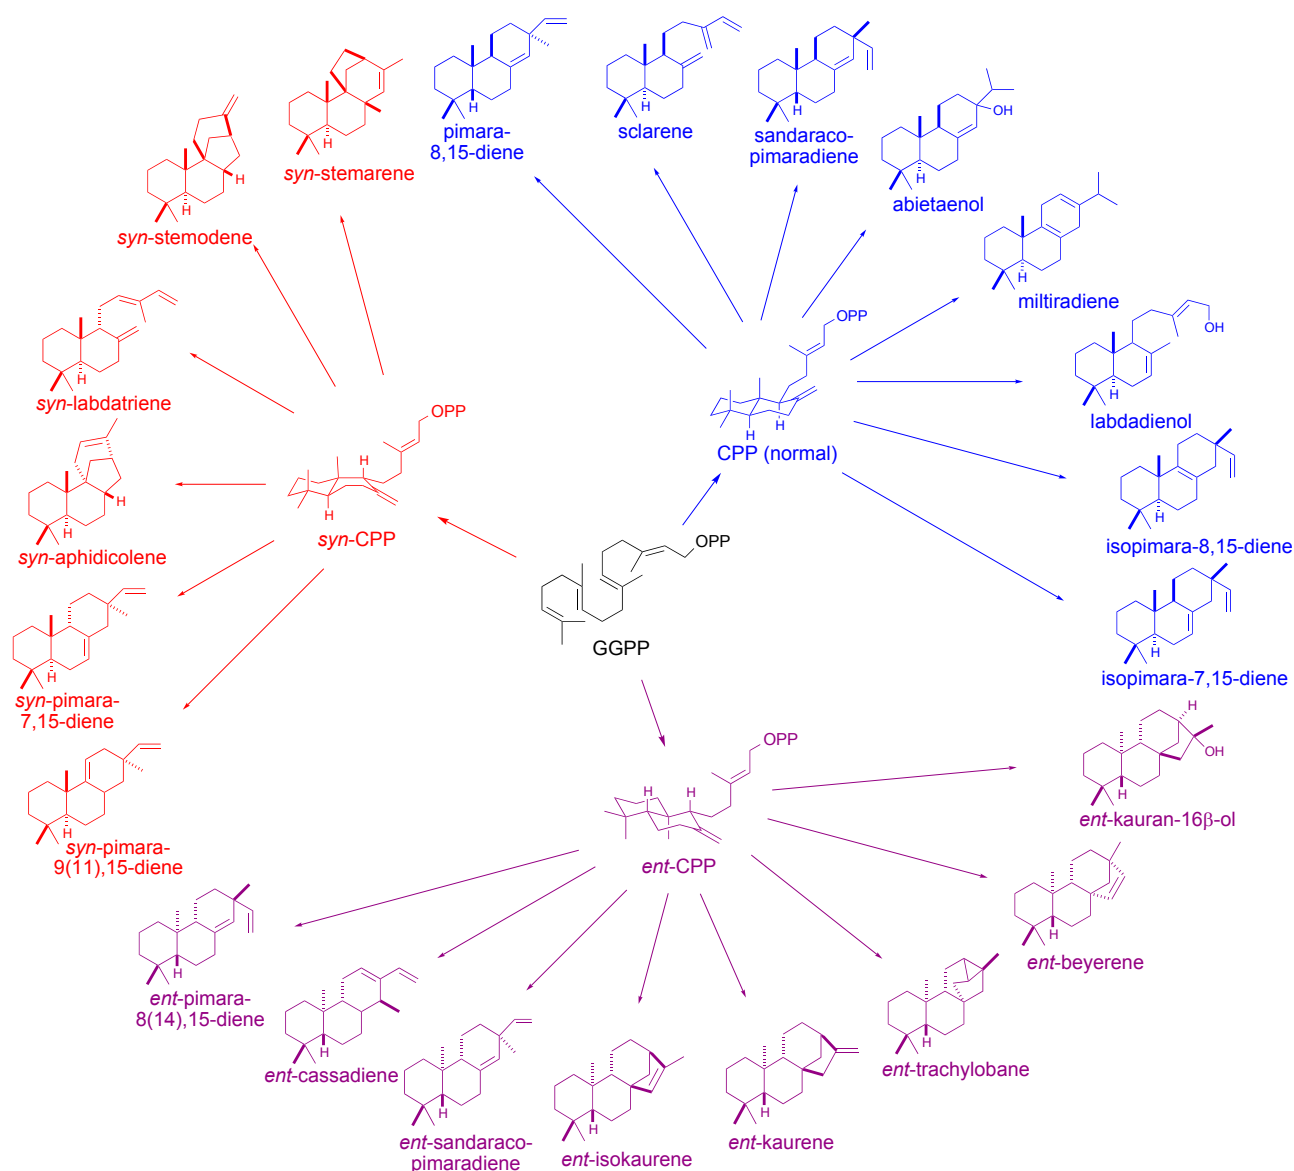 pimara-
8,15-diene
sclarene
sandaraco-
pimaradiene
OH
abietaenol
H
syn-stemarene
H
H
syn-stemodene
H
H
H
H
H
miltiradiene
OH
H
labdadienol
H
syn-labdatriene
OPP
H
H
CPP (normal)
OPP
H
H
syn-CPP
H
H
syn-aphidicolene
H
isopimara-8,15-diene
OPP
GGPP
H
isopimara-7,15-diene
H
syn-pimara-
7,15-diene
H
syn-pimara-
9(11),15-diene
OPP
H
H
ent-CPP
H
OH
H
ent-kauran-16β-ol
H
ent-beyerene
H
ent-trachylobane
H
ent-kaurene
H
ent-isokaurene
H
ent-sandaraco-
pimaradiene
H
ent-cassadiene
H
ent-pimara-
8(14),15-diene